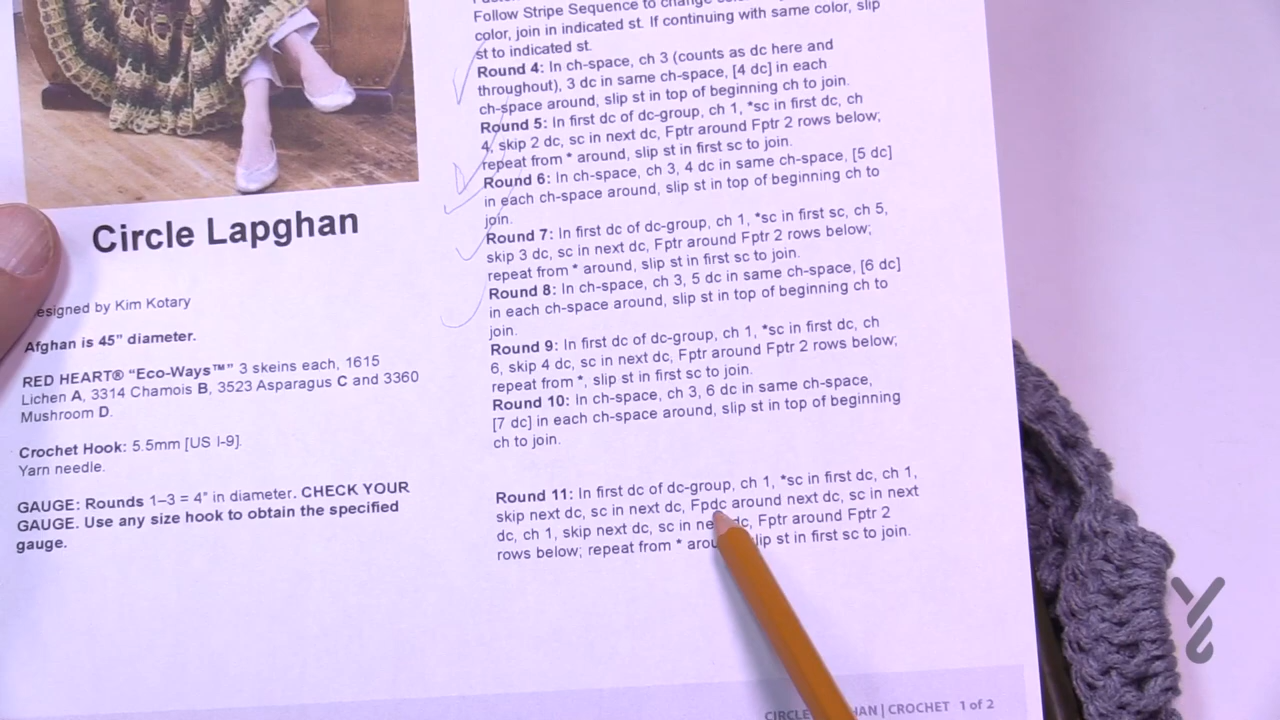 Circle Lapghan
esigned by Kim Kotary
Afghan is 45" diameter.
RED HEART® "Eco-Ways™" 3 skeins each, 1615
Lichen A, 3314 Chamois B, 3523 Asparagus C and 3360
Mushroom D.
Crochet Hook: 5.5mm [US I-9].
Yarn needle.
GAUGE: Rounds 1–3 = 4" in diameter. CHECK YOUR
GAUGE. Use any size hook to obtain the specified
gauge.
Follow Stripe Sequence to change
color, join in indicated st. If continuing with same color, slip
st to indicated st.
Round 4: In ch-space, ch 3 (counts as dc here and
throughout), 3 dc in same ch-space, [4 dc] in each
ch-space around, slip st in top of beginning ch to join.
Round 5: In first dc of dc-group, ch 1, *sc in first dc, ch
4, skip 2 dc, sc in next dc, Fptr around Fptr 2 rows below;
repeat from * around, slip st in first sc to join.
Round 6: In ch-space, ch 3, 4 dc in same ch-space, [5 dc]
in each ch-space around, slip st in top of beginning ch to
join.
Round 7: In first dc of dc-group, ch 1, *sc in first sc, ch 5,
skip 3 dc, sc in next dc, Fptr around Fptr 2 rows below;
repeat from * around, slip st in first sc to join.
Round 8: In ch-space, ch 3, 5 dc in same ch-space, [6 dc]
in each ch-space around, slip st in top of beginning ch to
join.
Round 9: In first dc of dc-group, ch 1, *sc in first dc, ch
6, skip 4 dc, sc in next dc, Fptr around Fptr 2 rows below;
repeat from *, slip st in first sc to join.
Round 10: In ch-space, ch 3, 6 dc in same ch-space,
[7 dc] in each ch-space around, slip st in top of beginning
ch to join.
Round 11: In first dc of dc-group, ch 1, *sc in first dc, ch 1,
skip next dc, sc in next dc, Fpdc around next dc, sc in next
dc, ch 1, skip next dc, sc in next dc, Fptr around Fptr 2
rows below; repeat from * arou slip st in first sc to join.
CIRCLE HAN | CROCHET 1 of 2